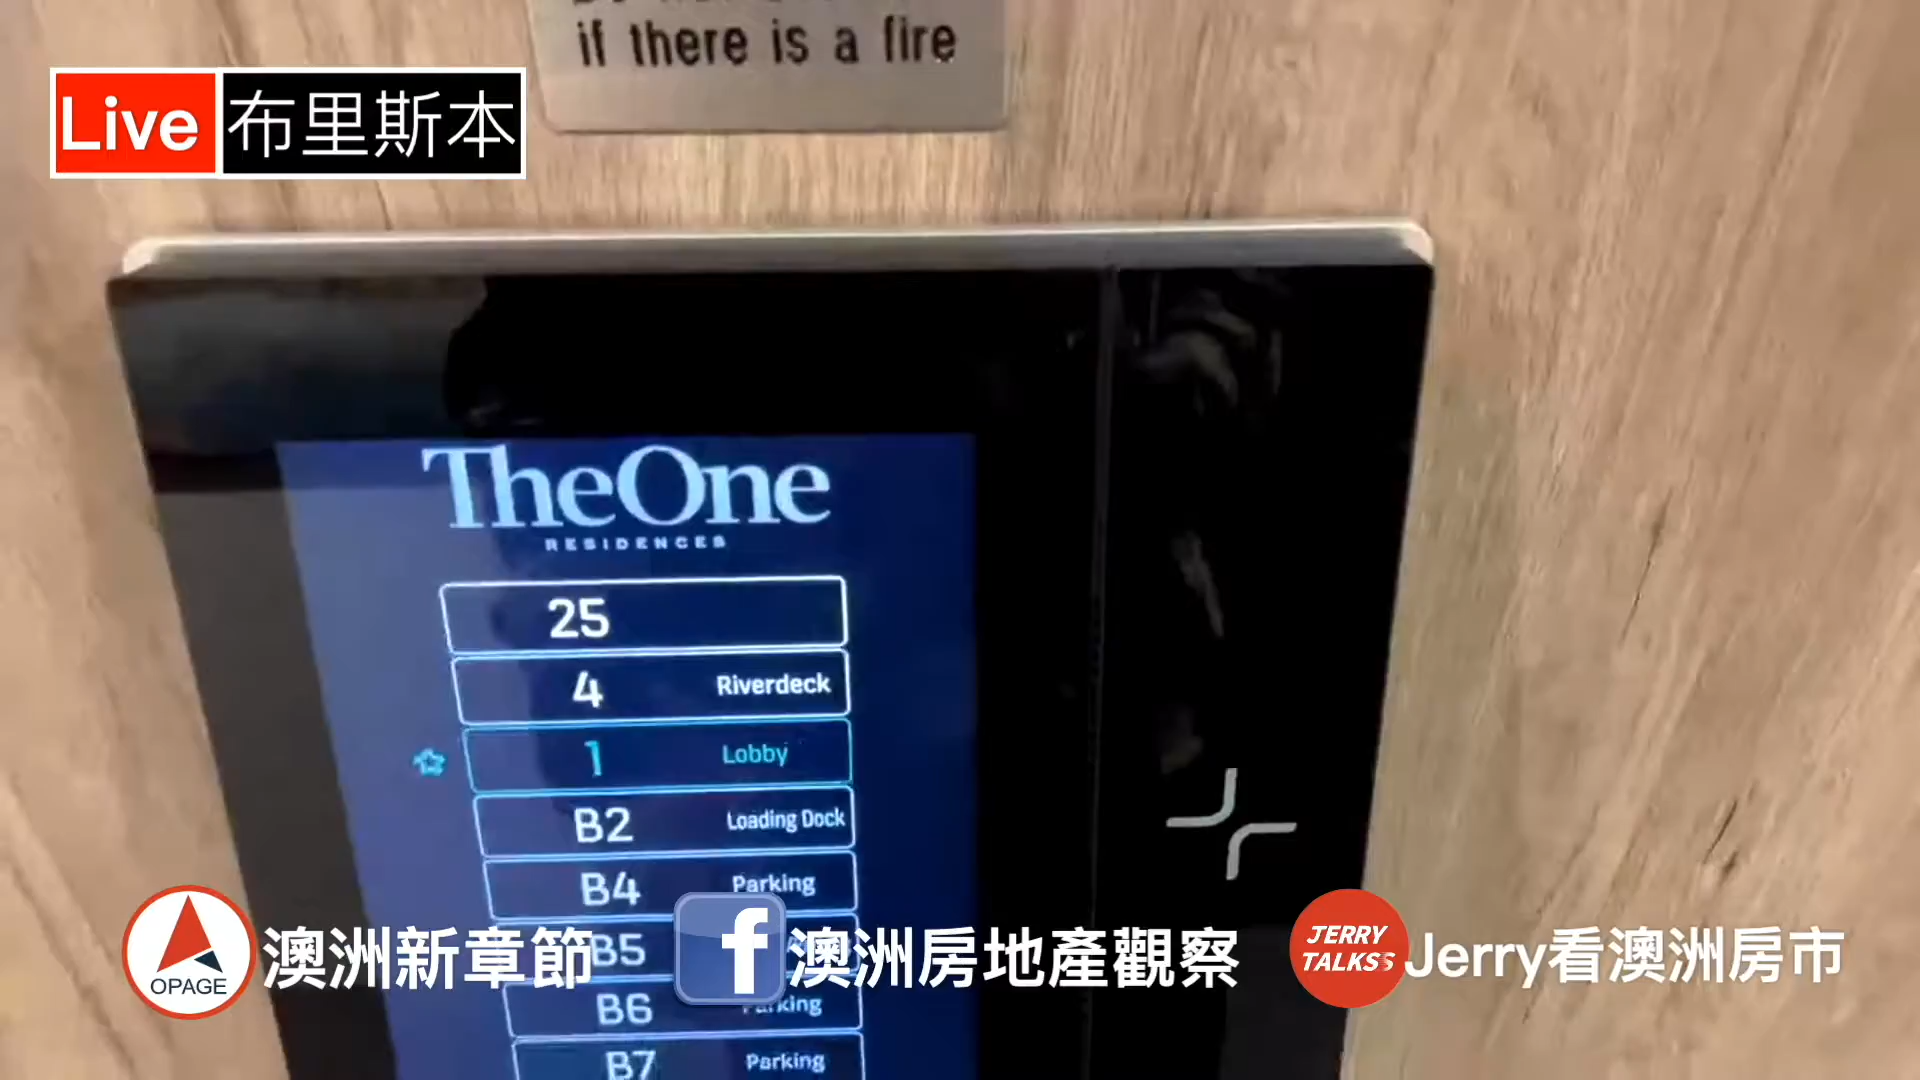 if there is a fire
Live 布里斯本
TheOne
RESIDENCES
25
4 Riverdeck
1 Lobby
B2 Loading Dock
B4 Parking
B5
B6 Parking
B7 Parking
OPAGE 澳洲新章節
f 澳洲房地產觀察
JERRY TALKS Jerry看澳洲房市